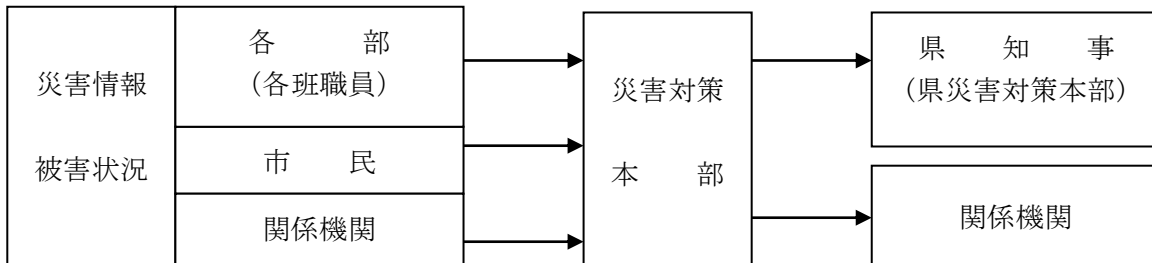 災害情報
被害状況
各　　部
（各班職員）
市　　民
関係機関
災害対策
本　　部
県　知　事
（県災害対策本部）
関係機関